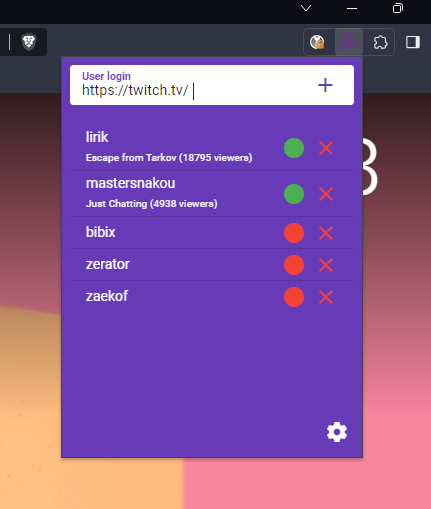 User login
https://twitch.tv/
lirik
Escape from Tarkov (18795 viewers)
mastersnakou
Just Chatting (4938 viewers)
bibix
zerator
zaekof